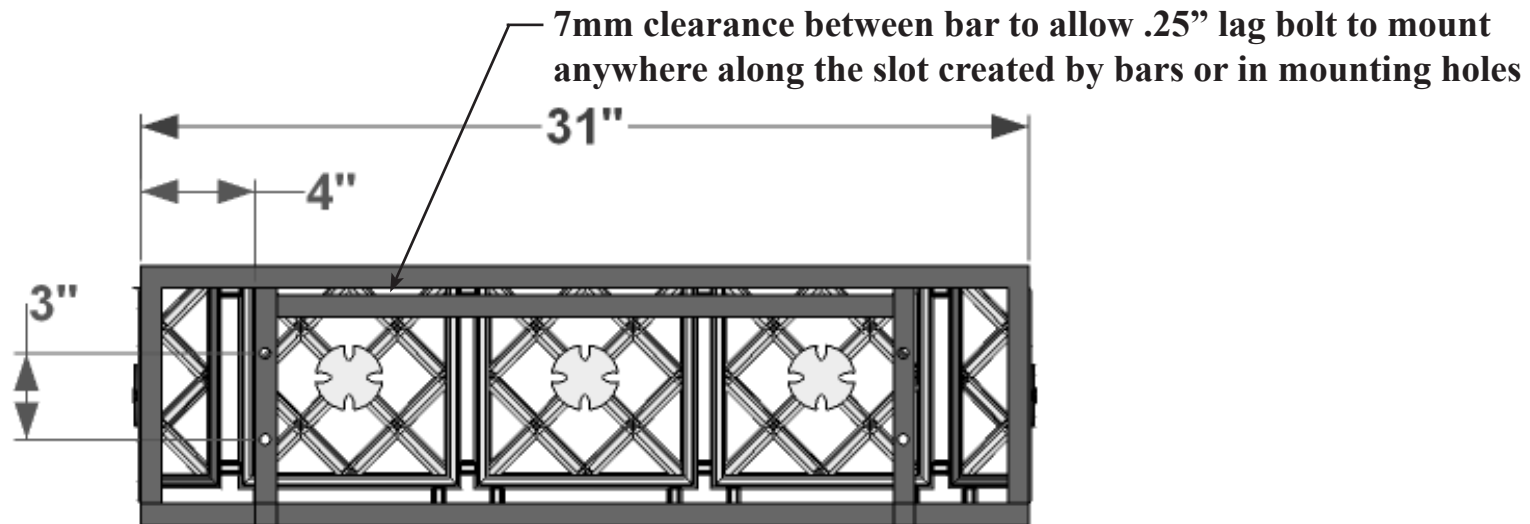 7mm clearance between bar to allow .25” lag bolt to mount
anywhere along the slot created by bars or in mounting holes
31"
4"
3"